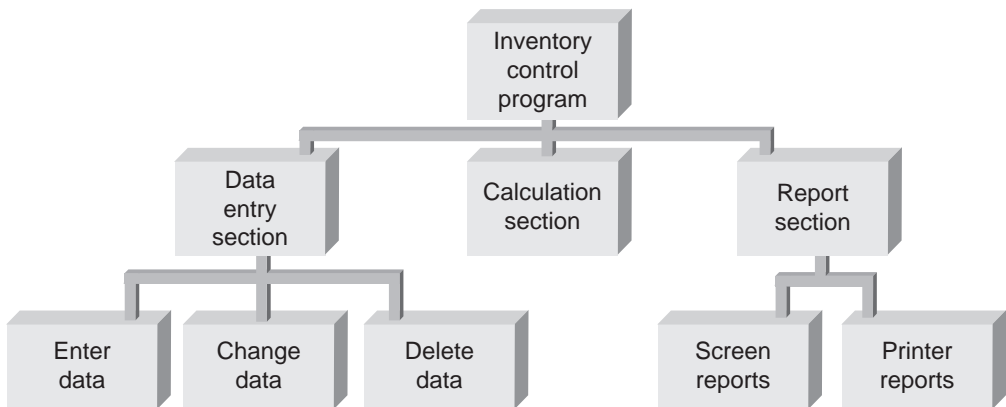 Inventory
control
program
Data
entry
section
Calculation
section
Report
section
Enter
data
Change
data
Delete
data
Screen
reports
Printer
reports